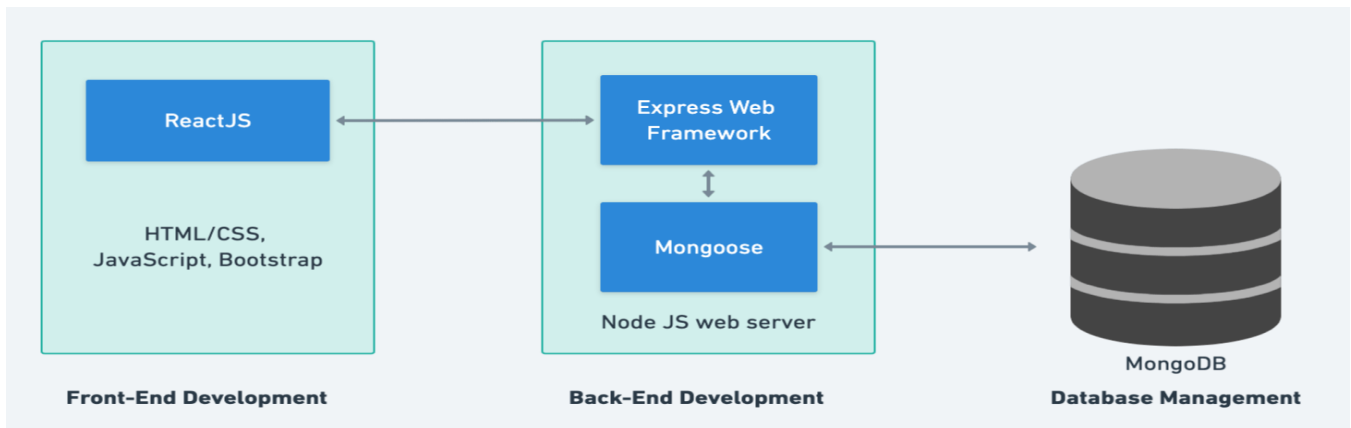 ReactJS
HTML/CSS,
JavaScript, Bootstrap
Front-End Development
Express Web
Framework
Mongoose
Node JS web server
Back-End Development
MongoDB
Database Management